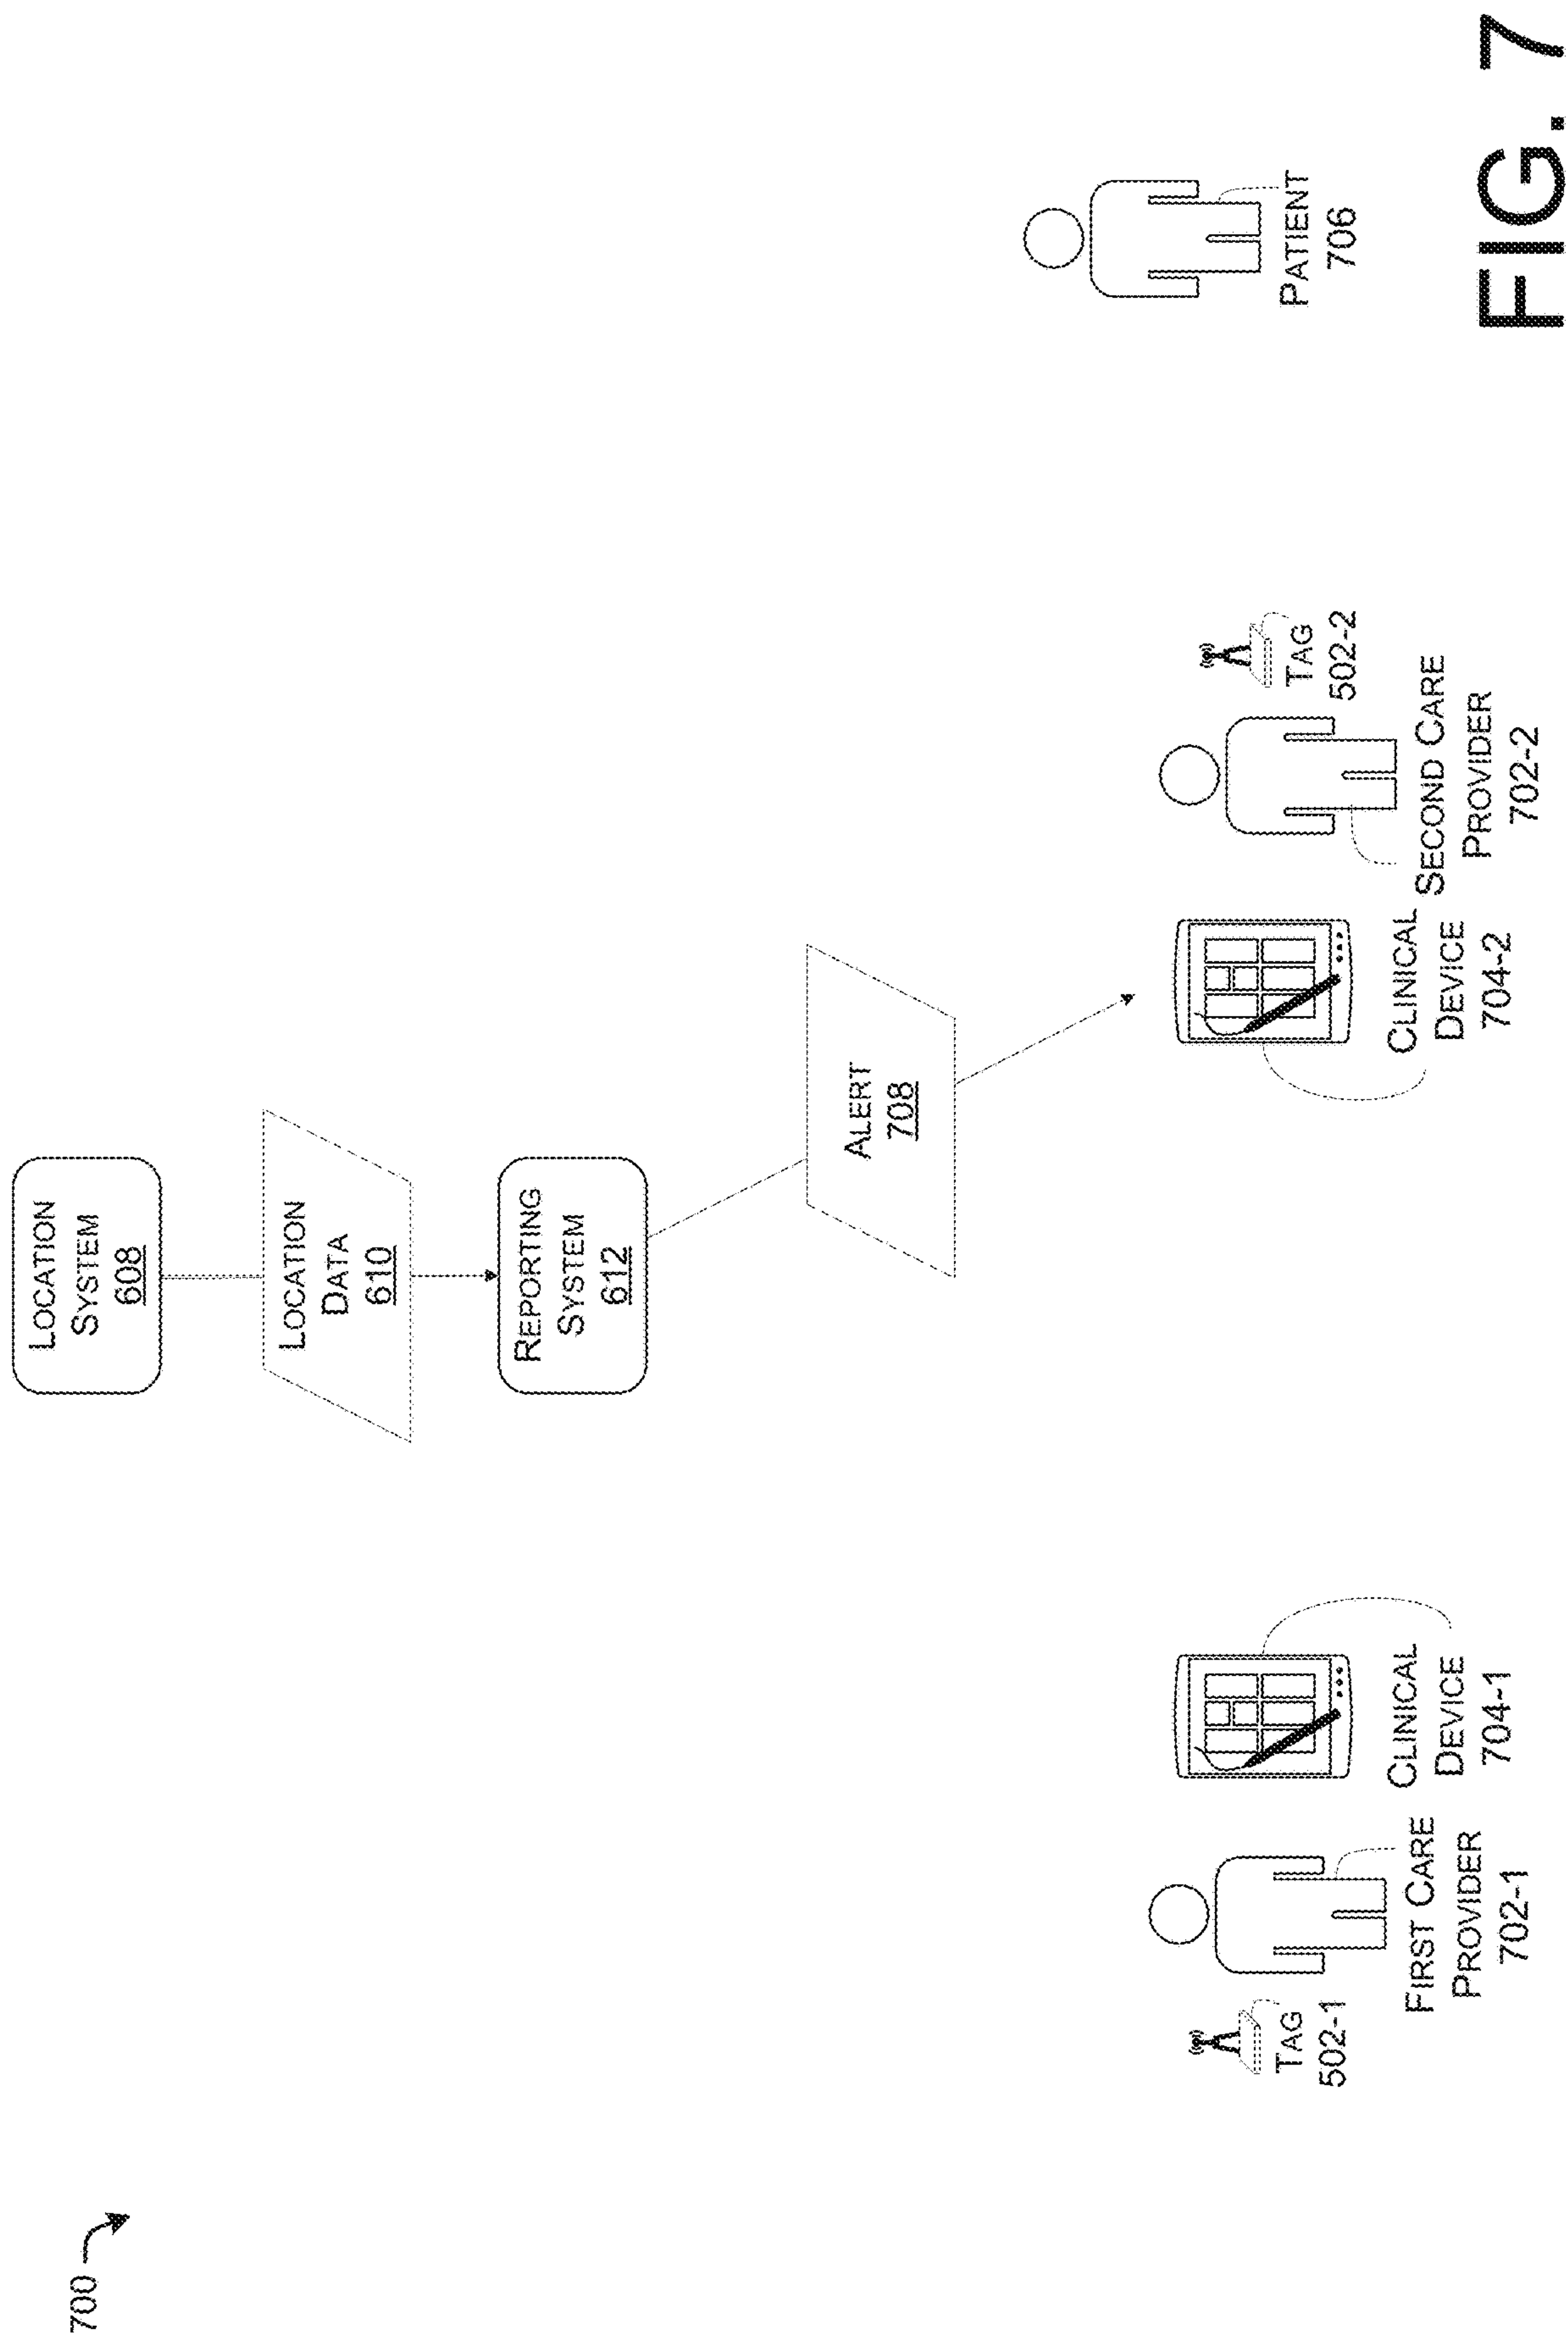 700
LOCATION
SYSTEM
608
LOCATION
DATA
610
REPORTING
SYSTEM
612
ALERT
708
TAG
502-1
FIRST CARE
PROVIDER
702-1
CLINICAL
DEVICE
704-1
CLINICAL
DEVICE
704-2
SECOND CARE
PROVIDER
702-2
TAG
502-2
PATIENT
706
FIG. 7